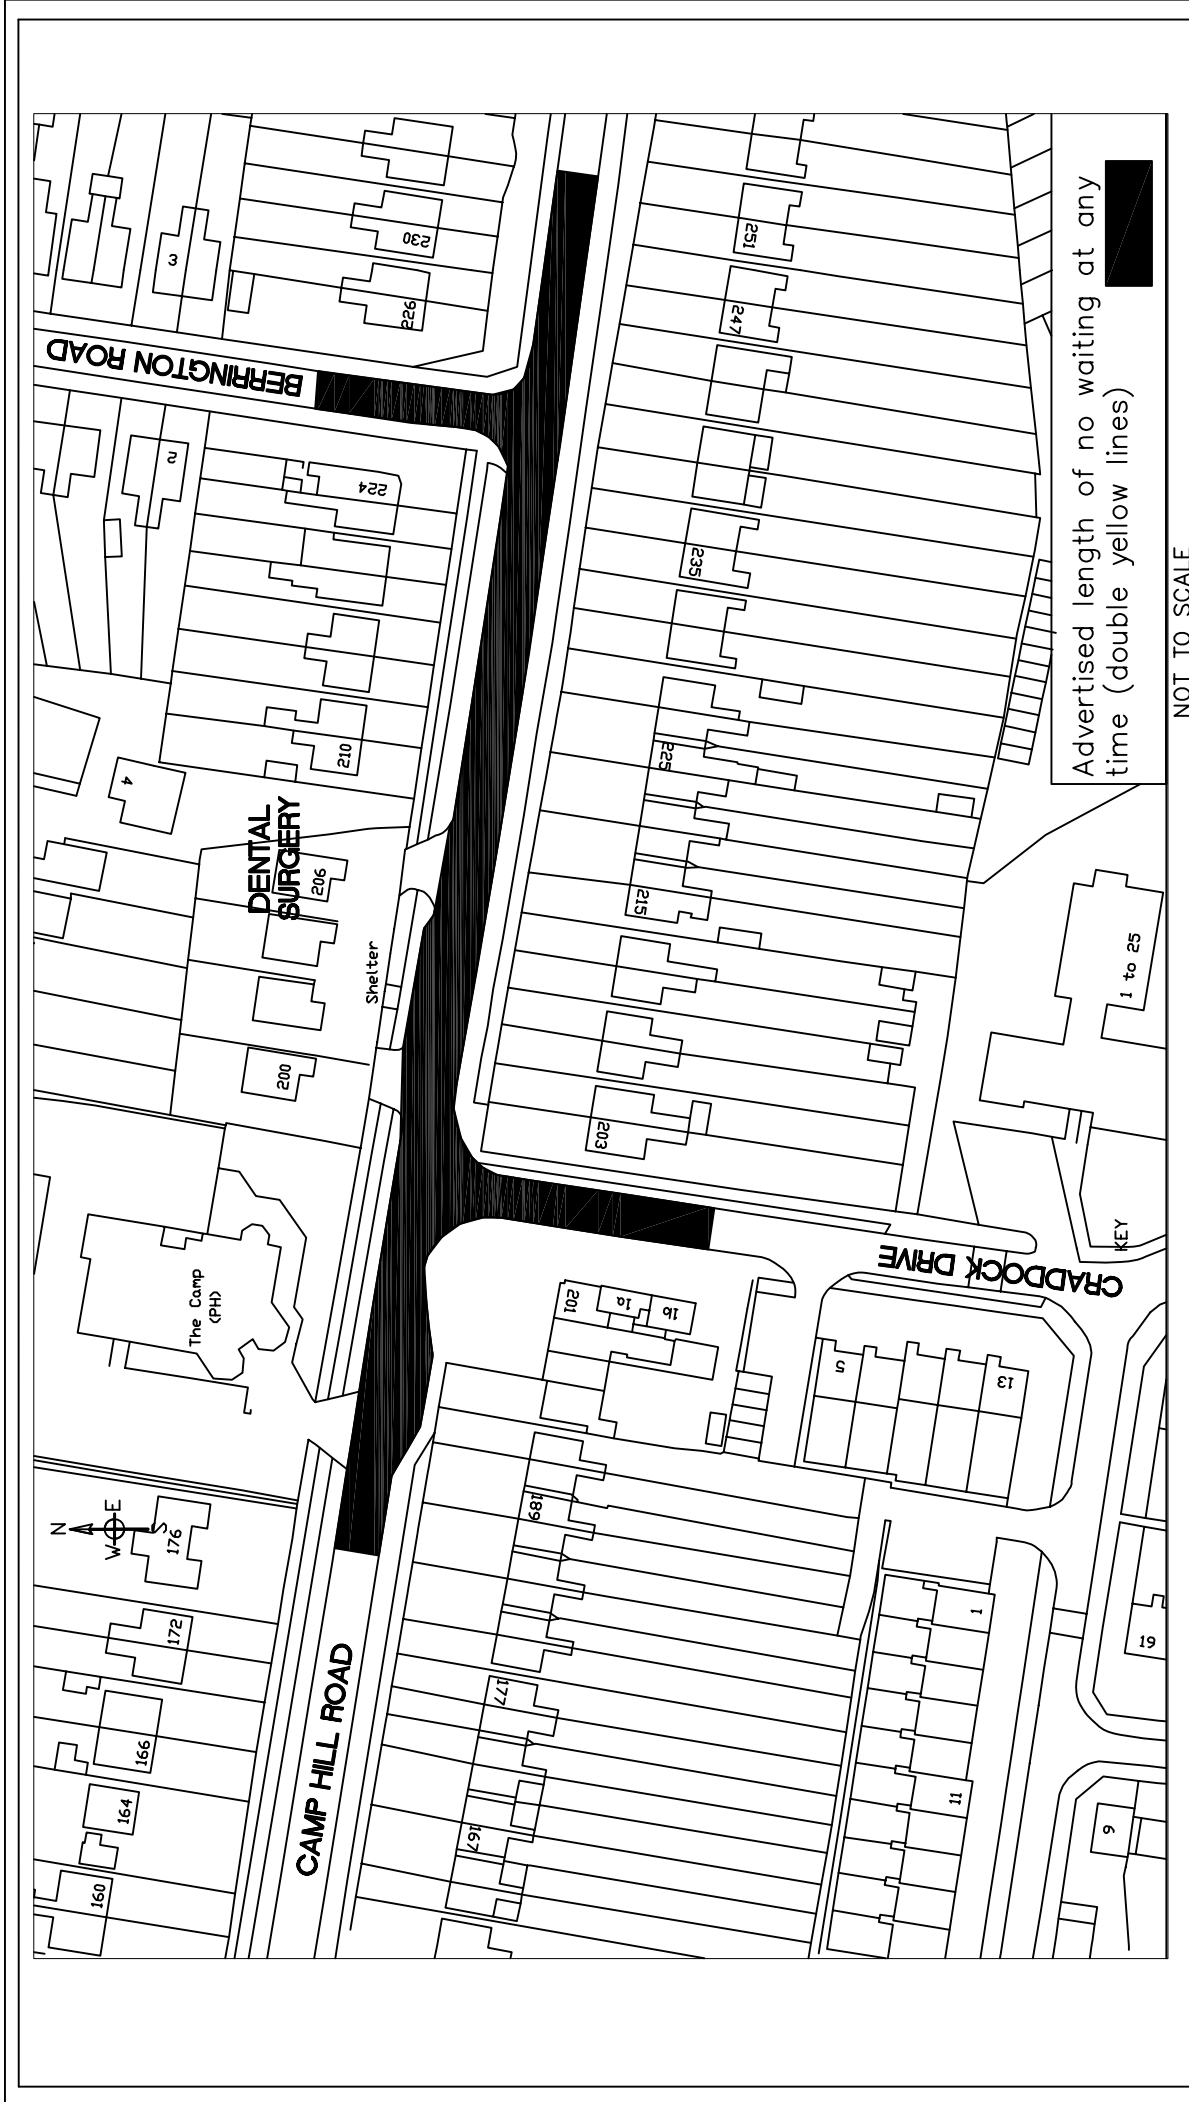 BERRINGTON ROAD
3
230
226
251
247
2
224
235
210
225
4
DENTAL
SURGERY
206
215
Shelter
200
203
1 to 25
The Camp
(PH)
KEY
CRADDOCK DRIVE
201
1a
1b
5
13
N
W
E
S
176
189
172
177
166
164
160
167
CAMP HILL ROAD
1
11
19
9
Advertised length of no waiting at any
time (double yellow lines)
NOT TO SCALE